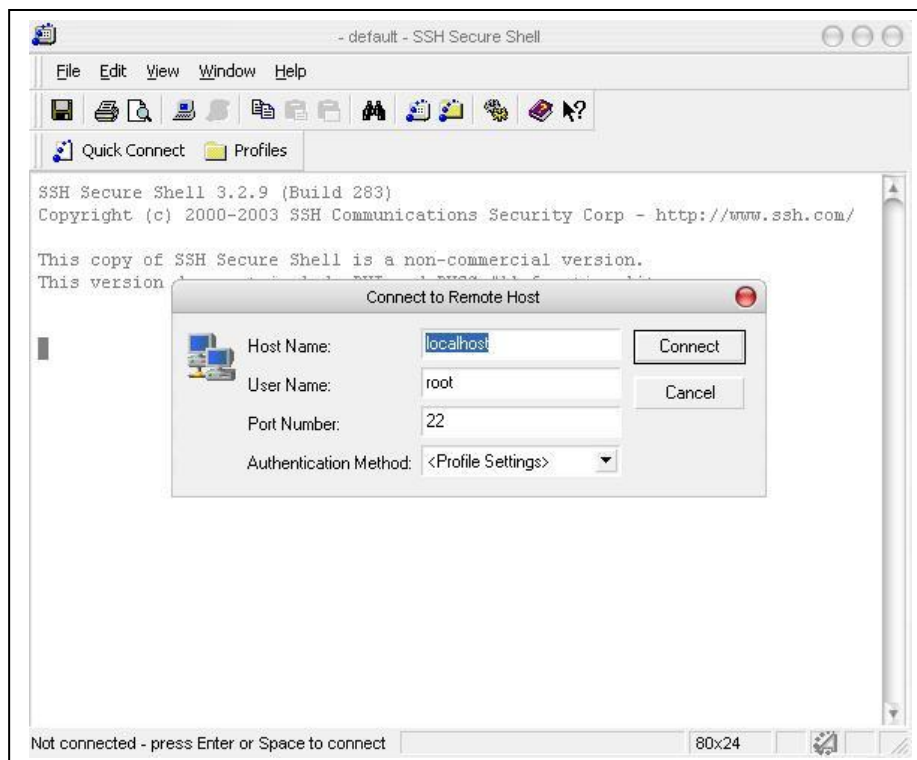 - default - SSH Secure Shell
File Edit View Window Help
Quick Connect Profiles
SSH Secure Shell 3.2.9 (Build 283)
Copyright (c) 2000-2003 SSH Communications Security Corp - http://www.ssh.com/
This copy of SSH Secure Shell is a non-commercial version.
This version
Connect to Remote Host
Host Name: localhost Connect
User Name: root Cancel
Port Number: 22
Authentication Method: <Profile Settings>
Not connected - press Enter or Space to connect 80x24